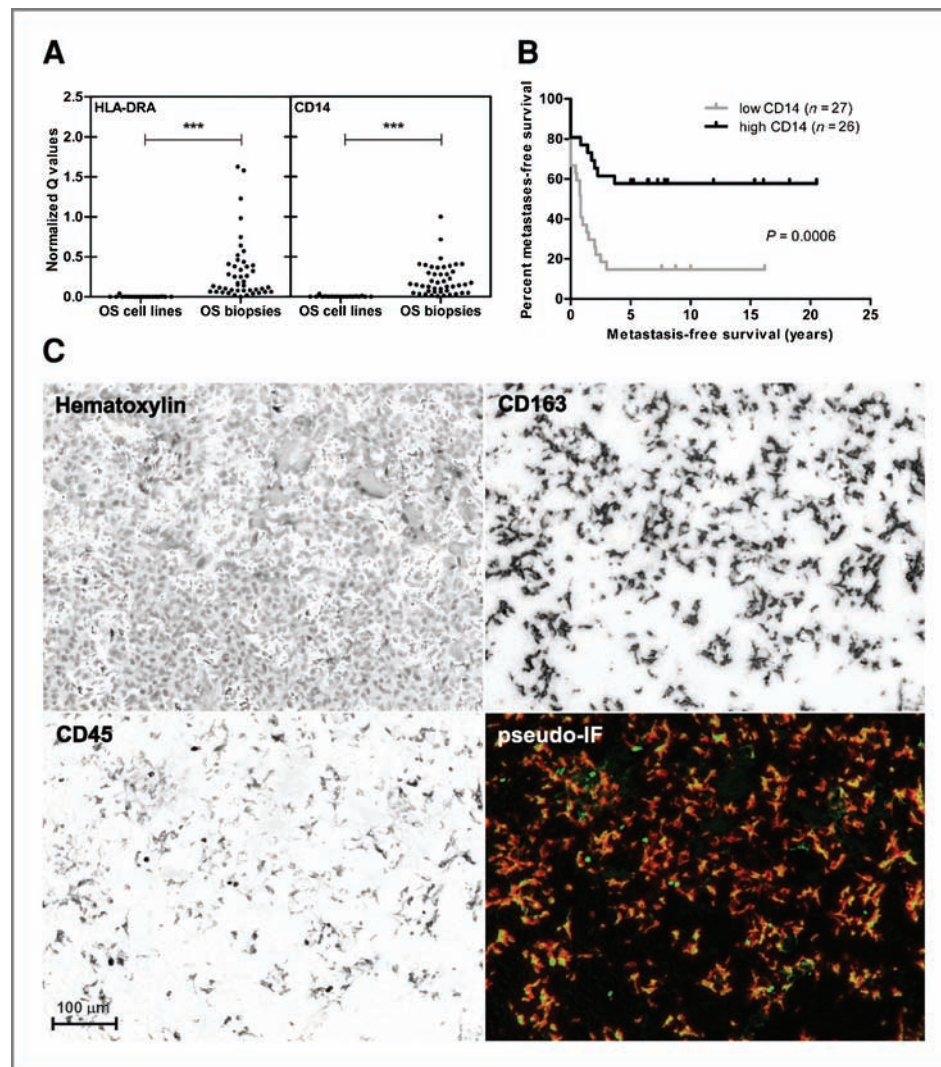 A
HLA-DRA
CD14
***
***
Normalized Q values
2.5
2.0
1.5
1.0
0.5
0.0
OS cell lines
OS biopsies
OS cell lines
OS biopsies
B
low CD14 (n = 27)
high CD14 (n = 26)
P = 0.0006
Percent metastases-free survival
100
80
60
40
20
0
0
5
10
15
20
25
Metastasis-free survival (years)
C
Hematoxylin
CD163
CD45
pseudo-IF
100 µm